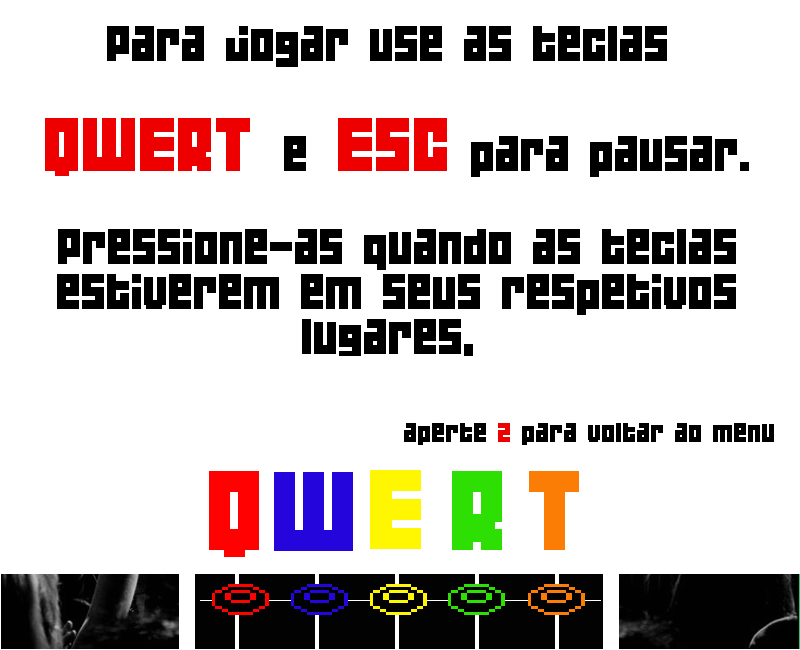 Para jogar use as teclas
QWERT e ESC para pausar.
Pressione-as quando as teclas
estiverem em seus respetivos
lugares.
aperte 2 para voltar ao menu
Q W E R T